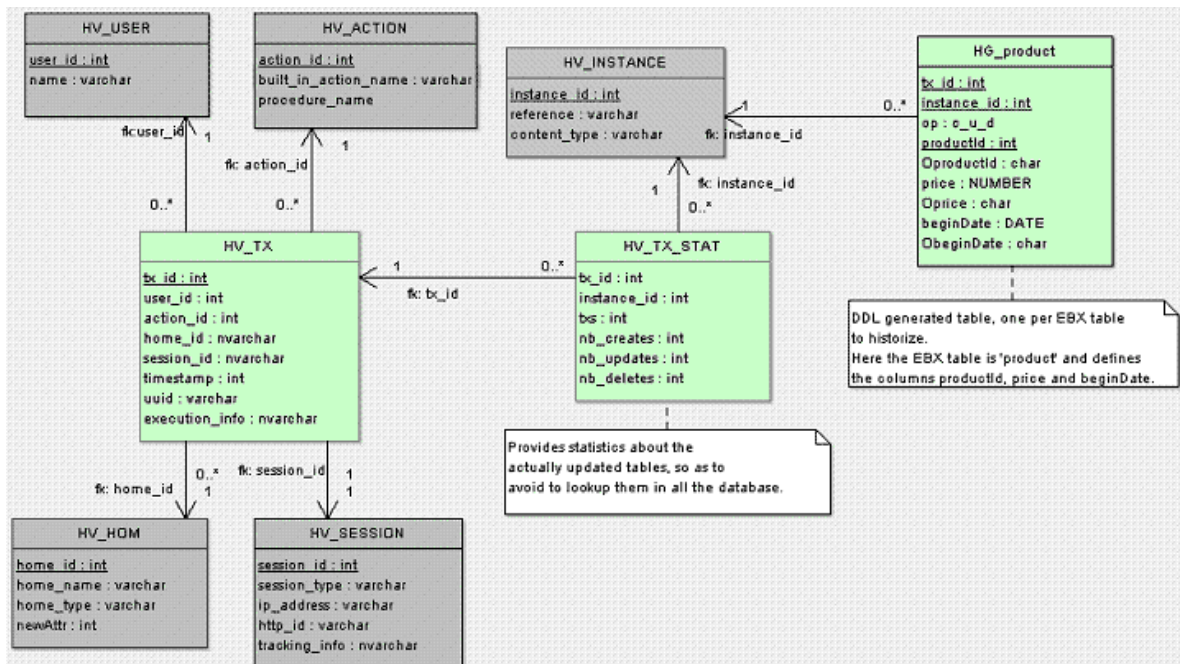 HV_USER
user_id : int
name : varchar
HV_ACTION
action_id : int
built_in_action_name : varchar
procedure_name
HV_INSTANCE
instance_id : int
reference : varchar
content_type : varchar
HG_product
tx_id : int
instance_id : int
op : c_u_d
productId : int
OproductId : char
price : NUMBER
Oprice : char
beginDate : DATE
ObeginDate : char
fk:user_id
1
0..*
fk: action_id
1
0..*
1
0..*
fk: instance_id
1
fk: instance_id
0..*
HV_TX
tx_id : int
user_id : int
action_id : int
home_id : nvarchar
session_id : nvarchar
timestamp : int
uuid : varchar
execution_info : nvarchar
1
0..*
fk: tx_id
HV_TX_STAT
tx_id : int
instance_id : int
txs : int
nb_creates : int
nb_updates : int
nb_deletes : int
DDL generated table, one per EBX table
to historize.
Here the EBX table is 'product' and defines
the columns productId, price and beginDate.
Provides statistics about the
actually updated tables, so as to
avoid to lookup them in all the database.
0..*
fk: home_id
1
fk: session_id
1
1
HV_HOM
home_id : int
home_name : varchar
home_type : varchar
newAttr : int
HV_SESSION
session_id : int
session_type : varchar
ip_address : varchar
http_id : varchar
tracking_info : nvarchar